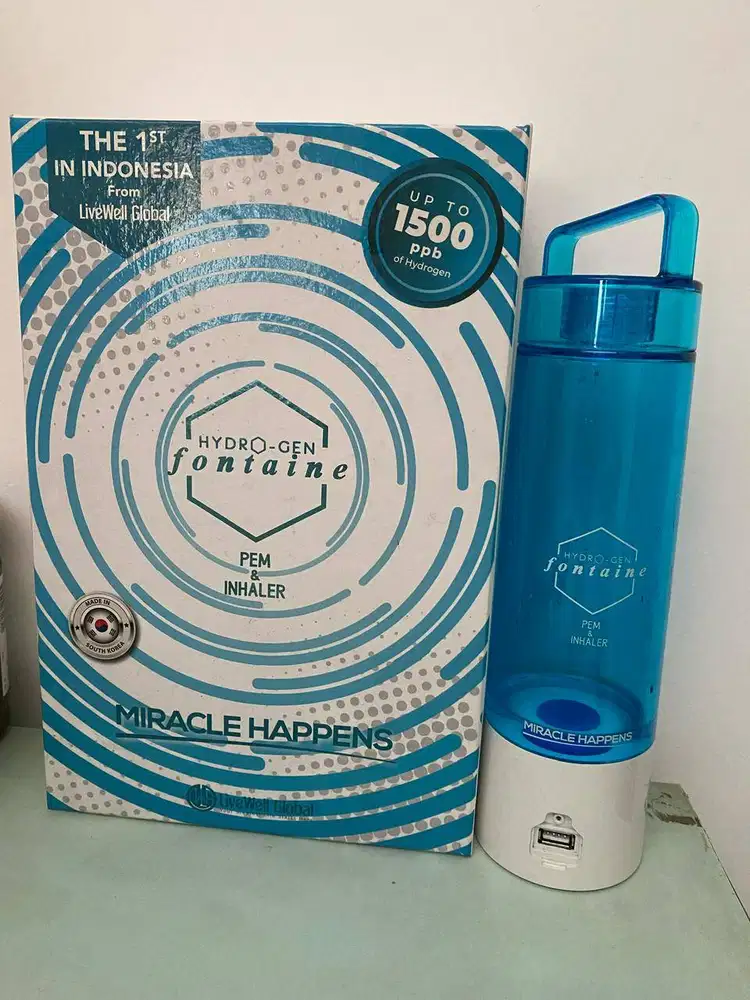 THE 1ST
IN INDONESIA
From
LiveWell Global
UP TO
1500
ppb
of Hydrogen
HYDRO-GEN
fontaine
PEM
&
INHALER
MADE IN
SOUTH KOREA
MIRACLE HAPPENS
LiveWell Global
HYDRO-GEN
fontaine
PEM
&
INHALER
MIRACLE HAPPENS